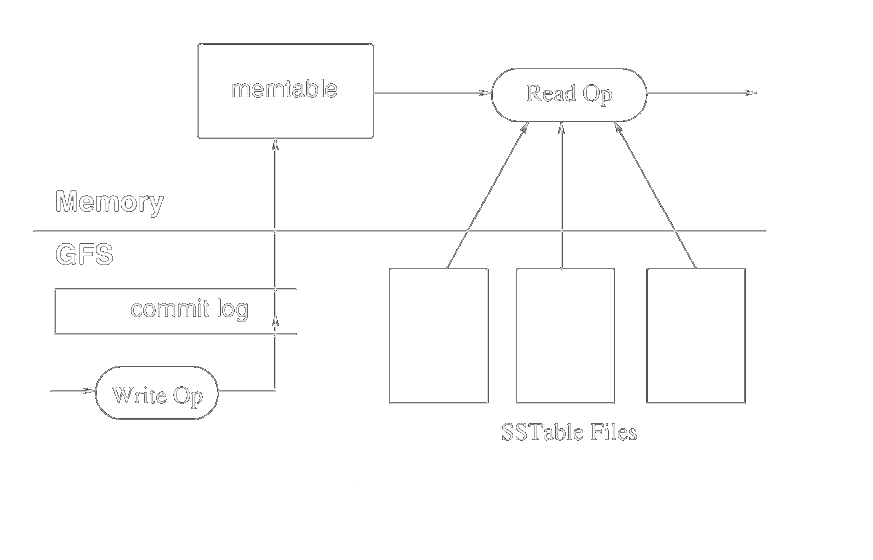 memtable
Read Op
Memory
GFS
commit log
Write Op
SSTable Files